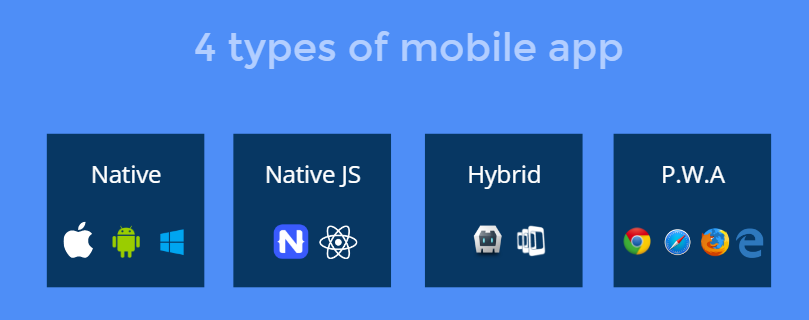 4 types of mobile app
Native
Native JS
Hybrid
P.W.A
N